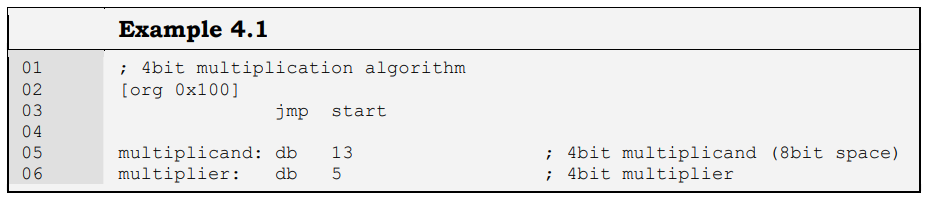 Example 4.1
01 ; 4bit multiplication algorithm
02 [org 0x100]
03 jmp start
04
05 multiplicand: db 13 ; 4bit multiplicand (8bit space)
06 multiplier: db 5 ; 4bit multiplier